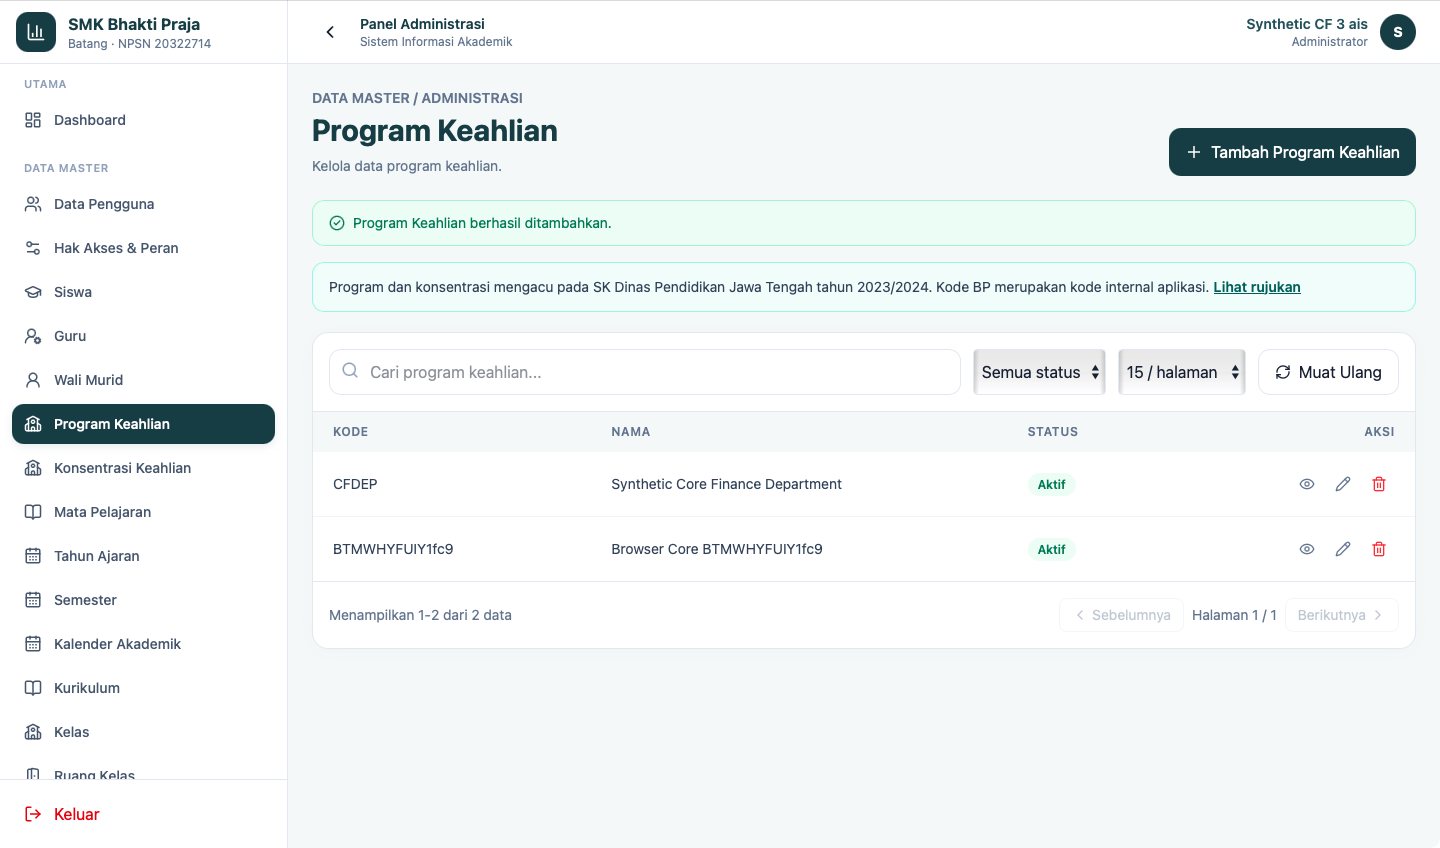 SMK Bhakti Praja
Batang · NPSN 20322714
UTAMA
Dashboard
DATA MASTER
Data Pengguna
Hak Akses & Peran
Siswa
Guru
Wali Murid
Program Keahlian
Konsentrasi Keahlian
Mata Pelajaran
Tahun Ajaran
Semester
Kalender Akademik
Kurikulum
Kelas
Ruang Kelas
Keluar
Panel Administrasi
Sistem Informasi Akademik
Synthetic CF 3 ais
Administrator
S
DATA MASTER / ADMINISTRASI
Program Keahlian
Kelola data program keahlian.
Tambah Program Keahlian
Program Keahlian berhasil ditambahkan.
Program dan konsentrasi mengacu pada SK Dinas Pendidikan Jawa Tengah tahun 2023/2024. Kode BP merupakan kode internal aplikasi. Lihat rujukan
Cari program keahlian...
Semua status
15 / halaman
Muat Ulang
KODE NAMA STATUS AKSI
CFDEP Synthetic Core Finance Department Aktif
BTMWHYFUIY1fc9 Browser Core BTMWHYFUIY1fc9 Aktif
Menampilkan 1-2 dari 2 data
Sebelumnya Halaman 1 / 1 Berikutnya